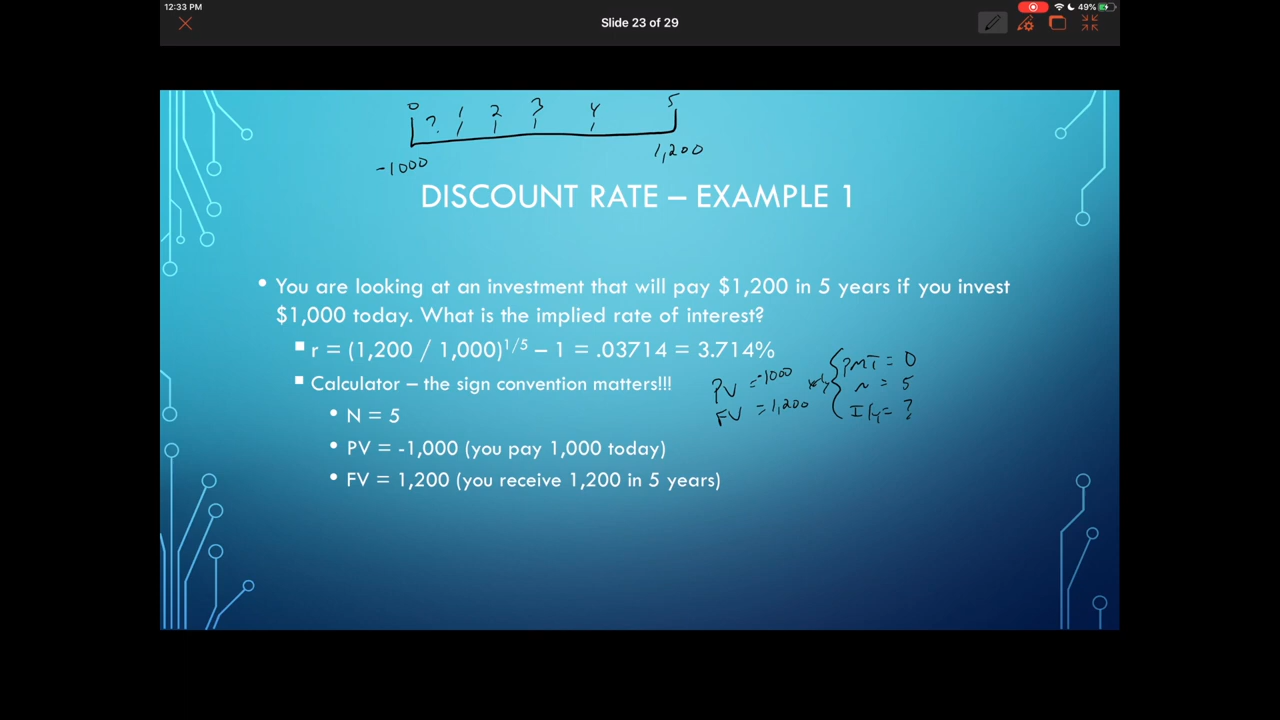 12:33 PM
49%
Slide 23 of 29
0 ? 1 2 3 4 5
-1000 1,200
DISCOUNT RATE – EXAMPLE 1
• You are looking at an investment that will pay $1,200 in 5 years if you invest
$1,000 today. What is the implied rate of interest?
▪ r = (1,200 / 1,000)^1/5 – 1 = .03714 = 3.714%
▪ Calculator – the sign convention matters!!!
• N = 5
• PV = -1,000 (you pay 1,000 today)
• FV = 1,200 (you receive 1,200 in 5 years)
PV = -1000
FV = 1,200
PMT = 0
N = 5
I/y = ?